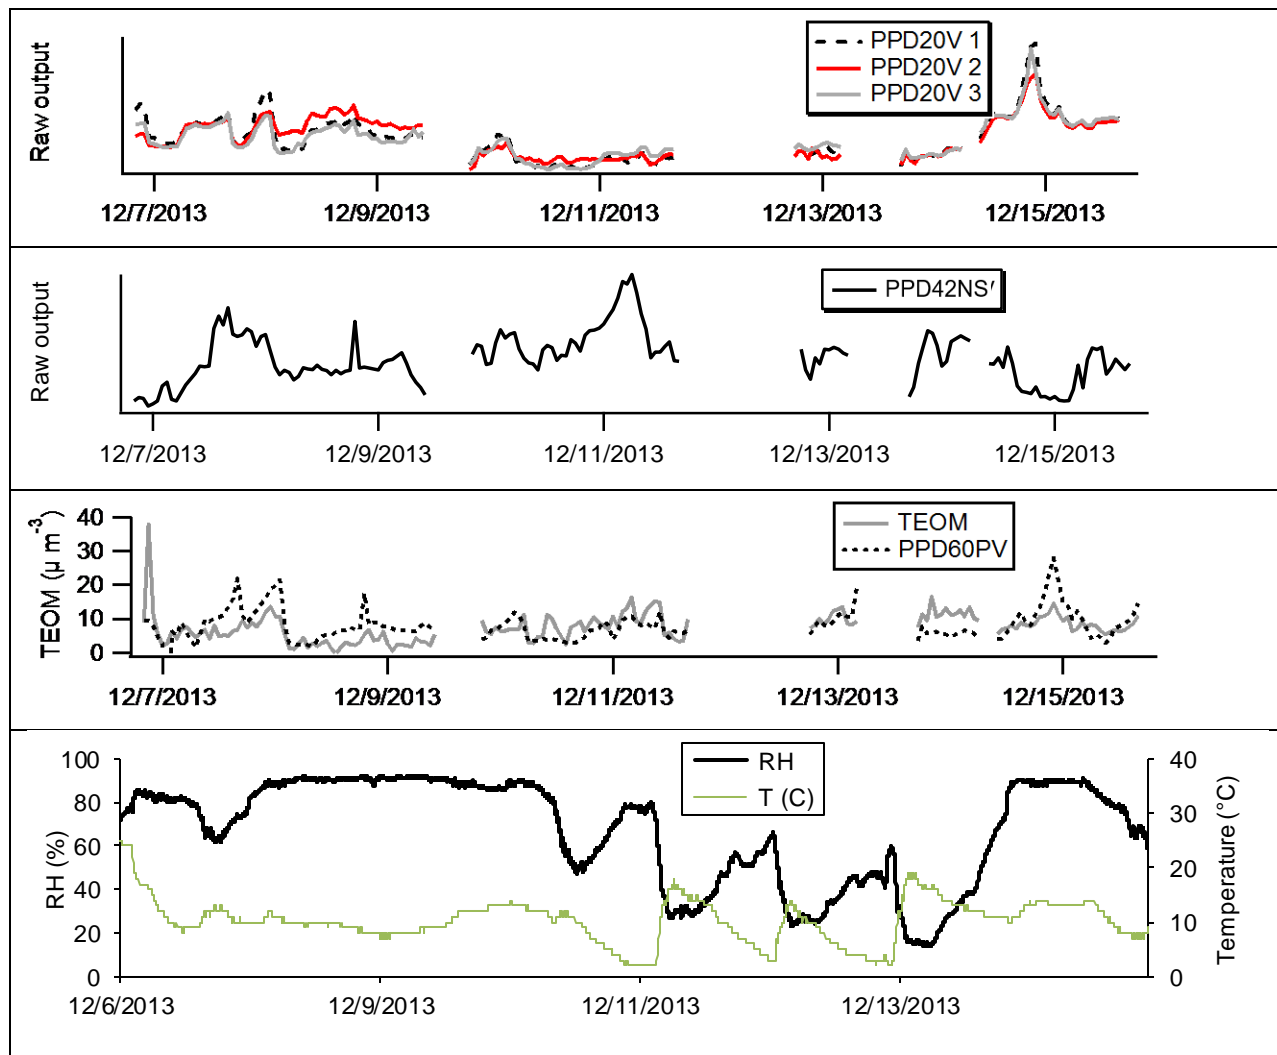 Raw output
PPD20V 1
PPD20V 2
PPD20V 3
12/7/2013 12/9/2013 12/11/2013 12/13/2013 12/15/2013
Raw output
PPD42NS
12/7/2013 12/9/2013 12/11/2013 12/13/2013 12/15/2013
TEOM (µ m-3)
40
30
20
10
0
TEOM
PPD60PV
12/7/2013 12/9/2013 12/11/2013 12/13/2013 12/15/2013
RH (%)
100
80
60
40
20
0
RH
T (C)
40
30
20
10
0
Temperature (°C)
12/6/2013 12/9/2013 12/11/2013 12/13/2013